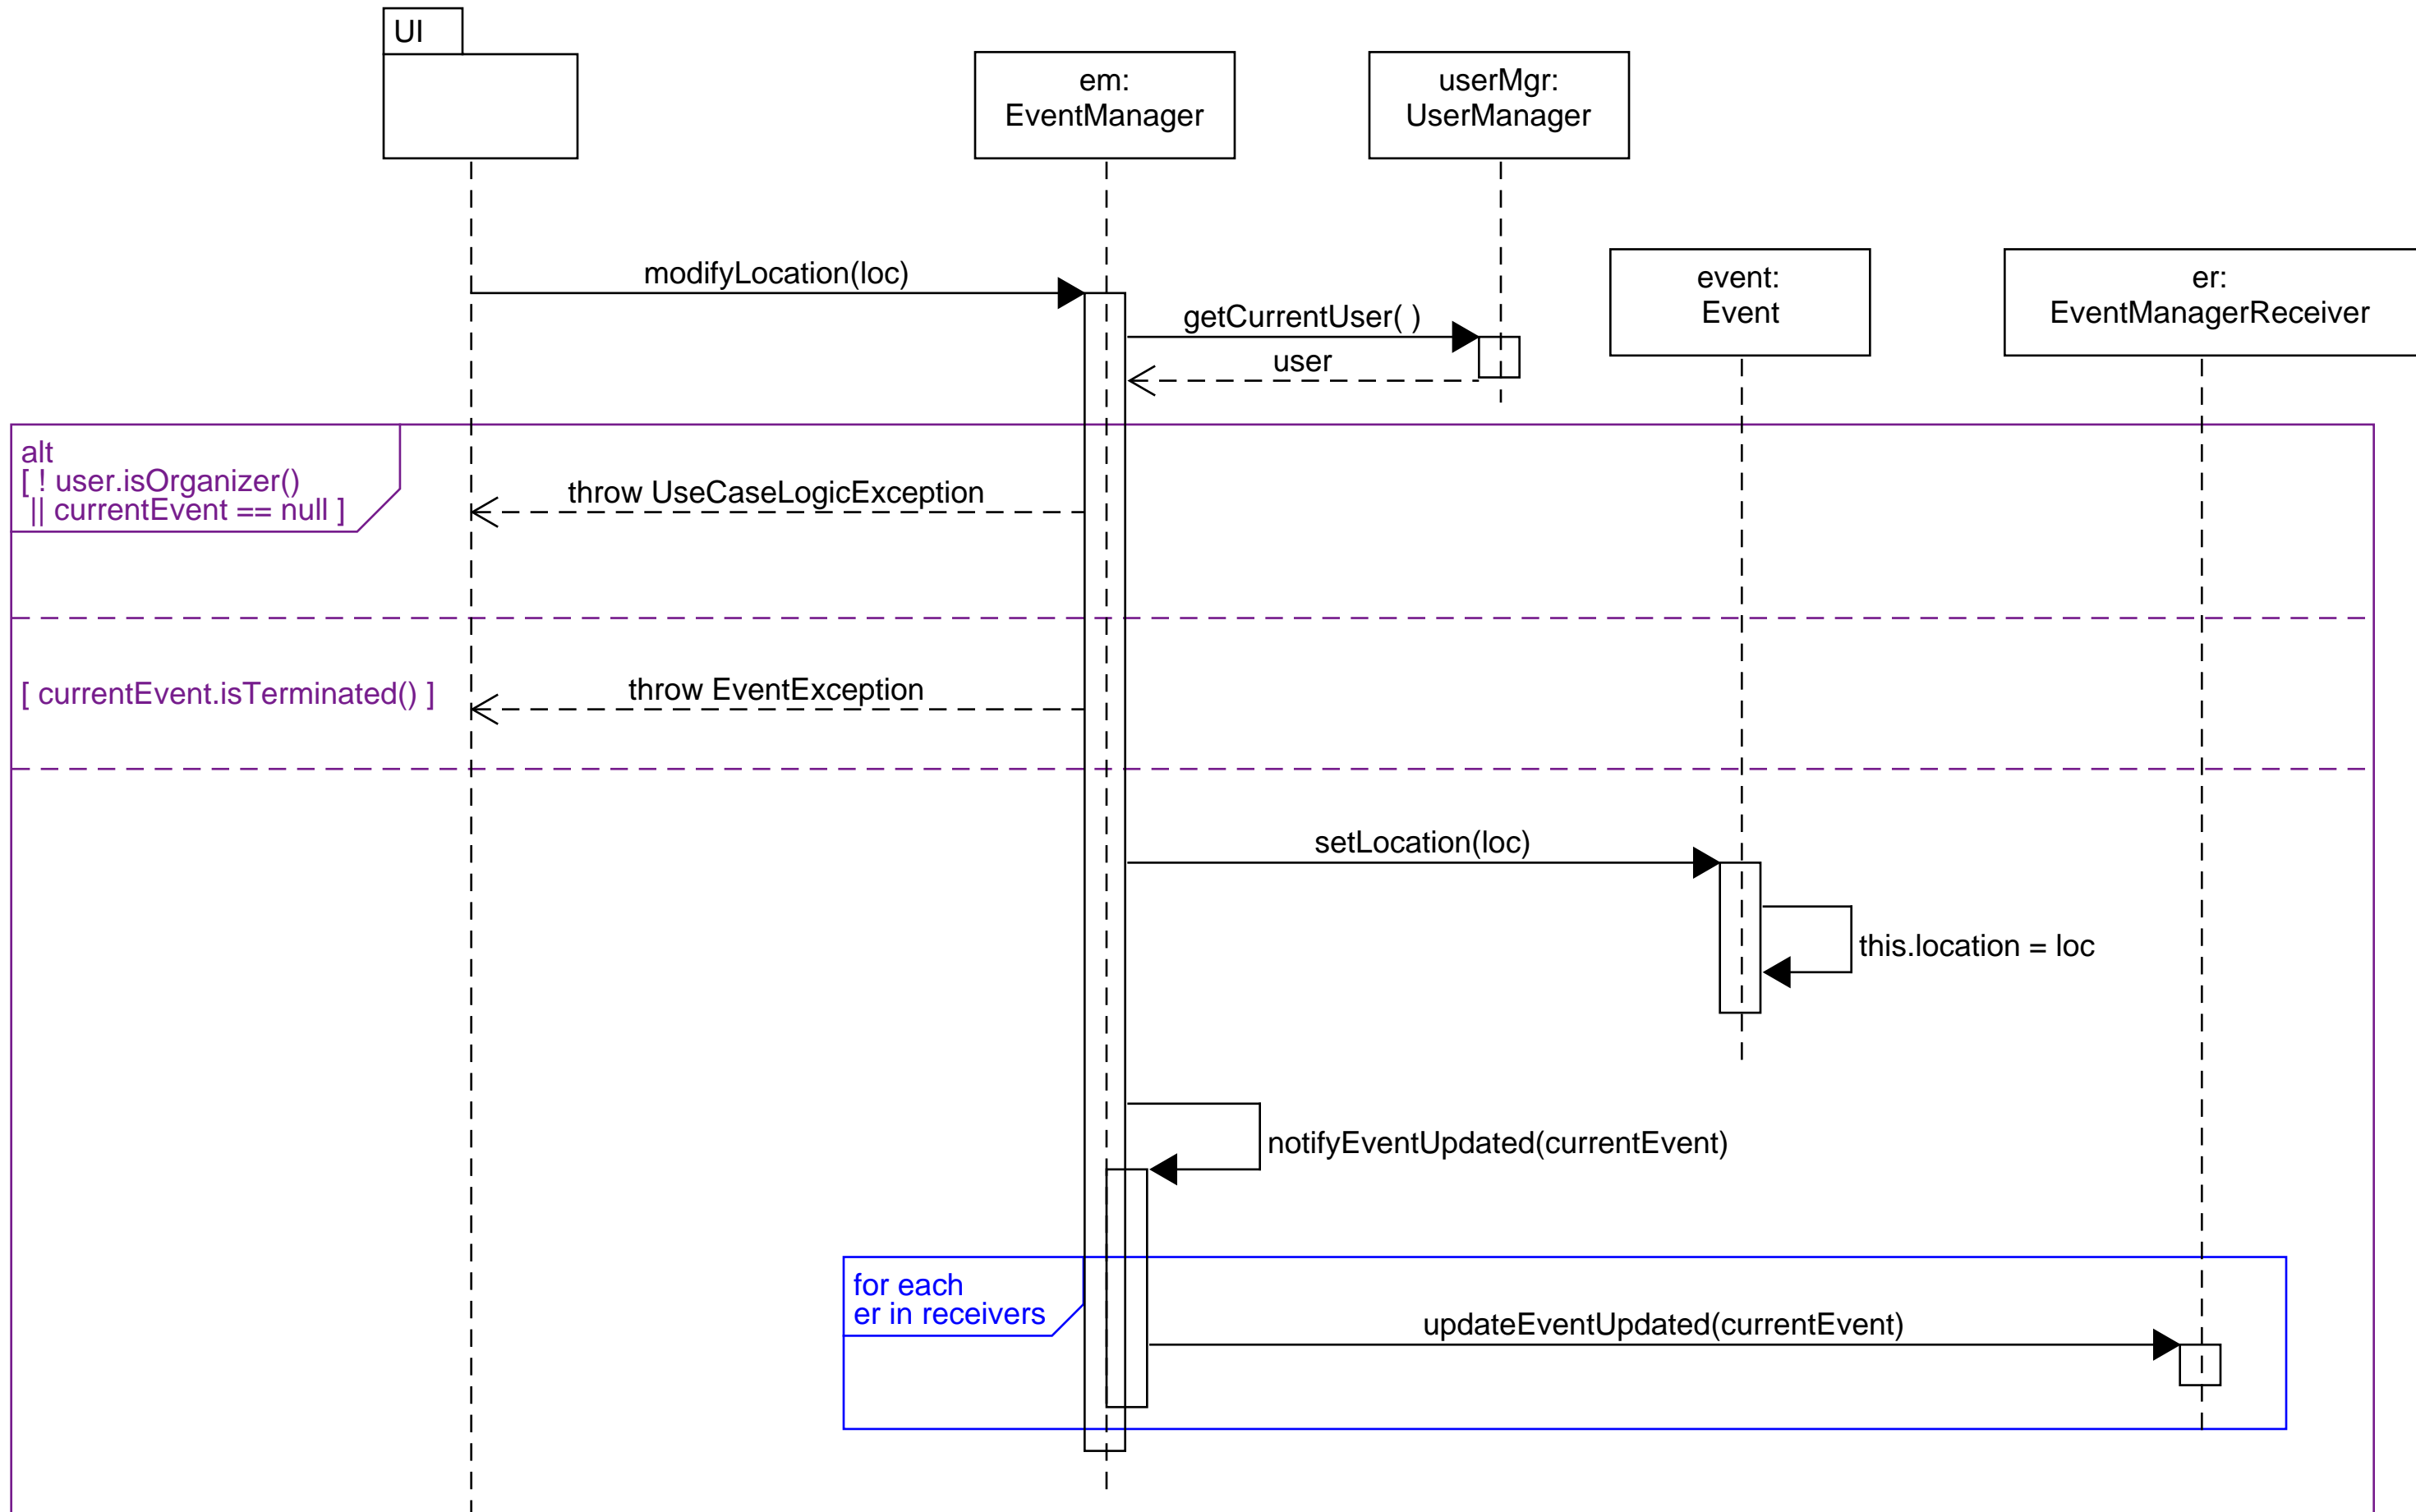 UI
em:
EventManager
userMgr:
UserManager
event:
Event
er:
EventManagerReceiver
modifyLocation(loc)
getCurrentUser( )
user
alt
[ ! user.isOrganizer()
|| currentEvent == null ]
throw UseCaseLogicException
[ currentEvent.isTerminated() ]
throw EventException
setLocation(loc)
this.location = loc
notifyEventUpdated(currentEvent)
for each
er in receivers
updateEventUpdated(currentEvent)